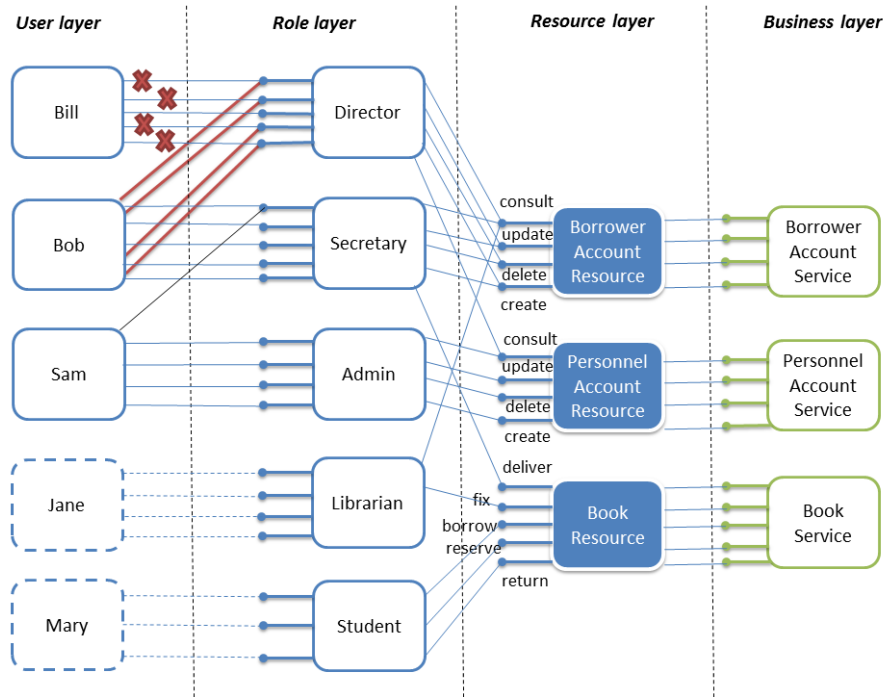 User layer
Role layer
Resource layer
Business layer
Bill
Director
Bob
Secretary
consult
update
delete
create
Borrower
Account
Resource
Borrower
Account
Service
Sam
Admin
consult
update
delete
create
Personnel
Account
Resource
Personnel
Account
Service
Jane
Librarian
deliver
fix
borrow
reserve
return
Book
Resource
Book
Service
Mary
Student